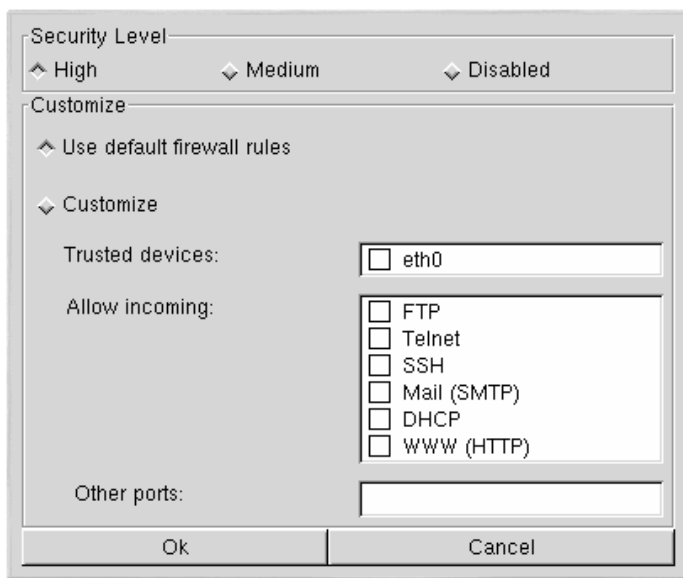 Security Level
High Medium Disabled
Customize
Use default firewall rules
Customize
Trusted devices: eth0
Allow incoming: FTP
Telnet
SSH
Mail (SMTP)
DHCP
WWW (HTTP)
Other ports:
Ok Cancel